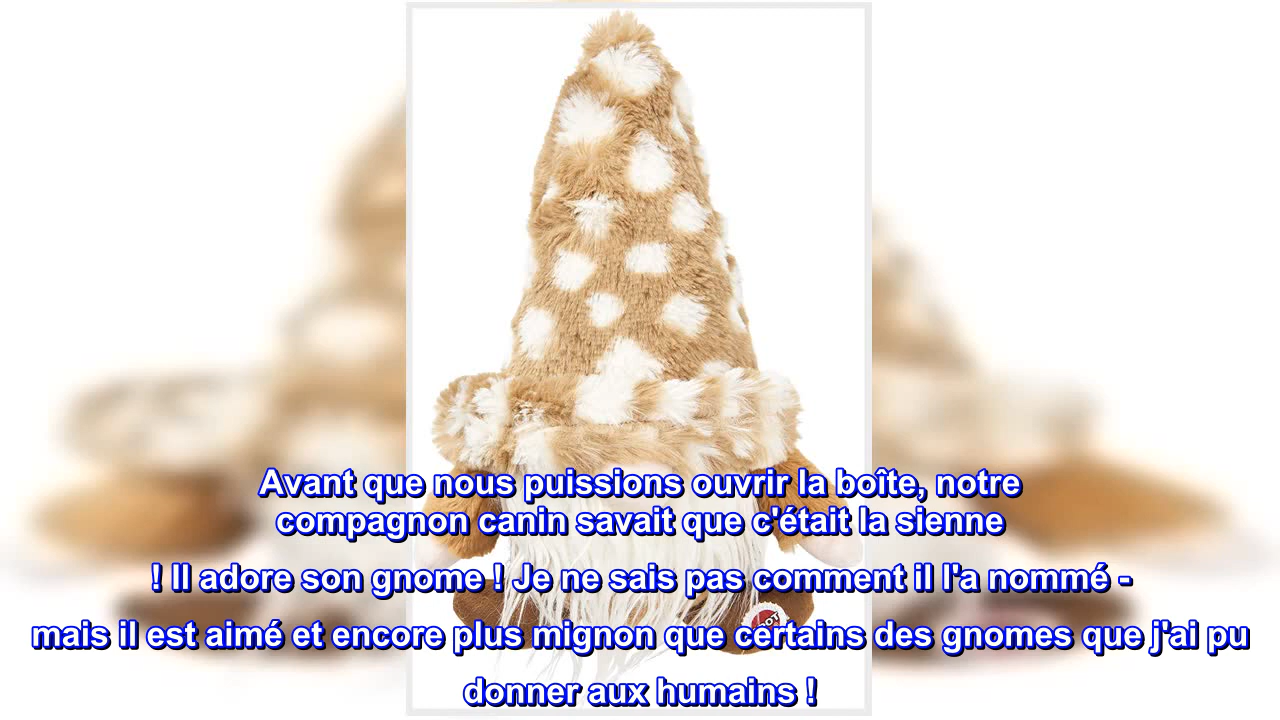 Avant que nous puissions ouvrir la boîte, notre
compagnon canin savait que c'était la sienne
! Il adore son gnome ! Je ne sais pas comment il l'a nommé -
mais il est aimé et encore plus mignon que certains des gnomes que j'ai pu
donner aux humains !